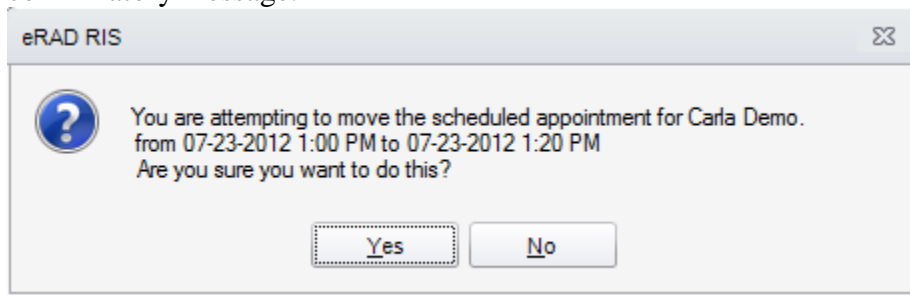 eRAD RIS
You are attempting to move the scheduled appointment for Carla Demo.
from 07-23-2012 1:00 PM to 07-23-2012 1:20 PM
Are you sure you want to do this?
Yes No